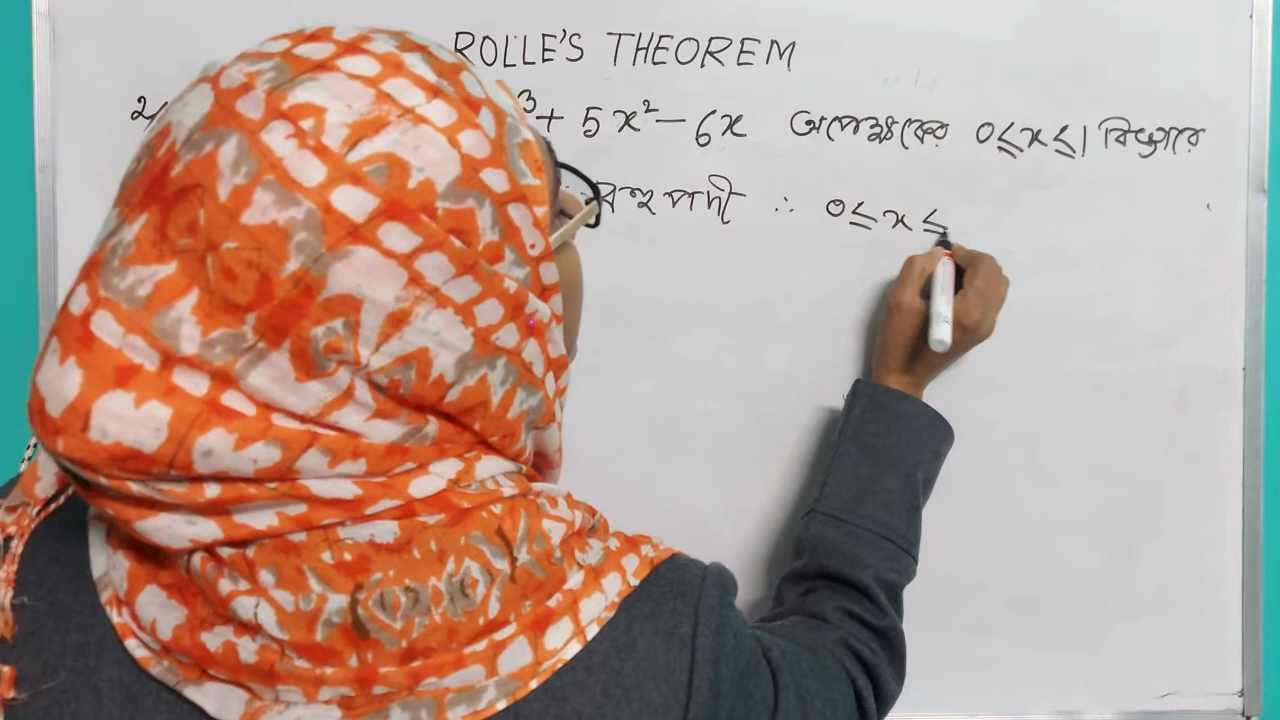 ROLLE'S THEOREM
2/ ³ + 5x² - 6x অপেক্ষকের 0≤x≤1 বিস্তারে
বহুপদী ∴ 0≤x≤